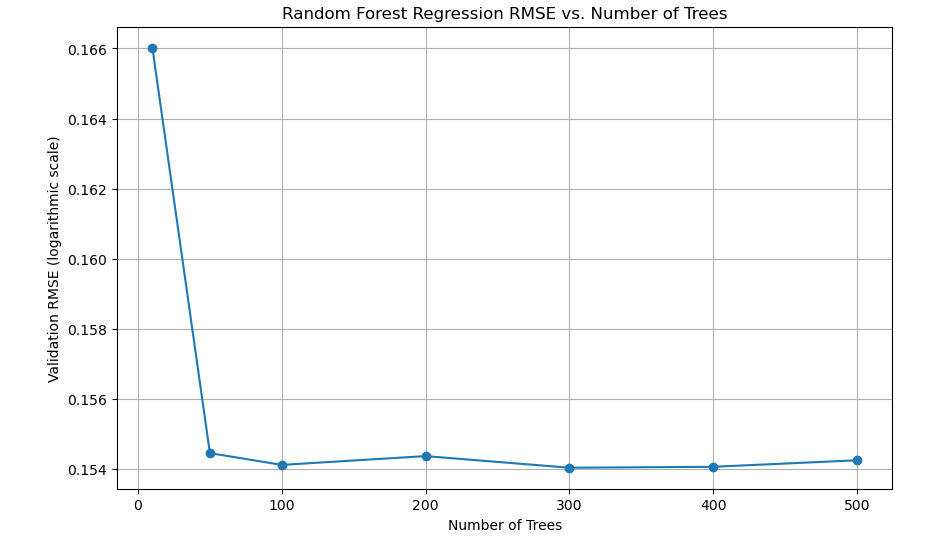 Random Forest Regression RMSE vs. Number of Trees
Validation RMSE (logarithmic scale)
0.166
0.164
0.162
0.160
0.158
0.156
0.154
0 100 200 300 400 500
Number of Trees